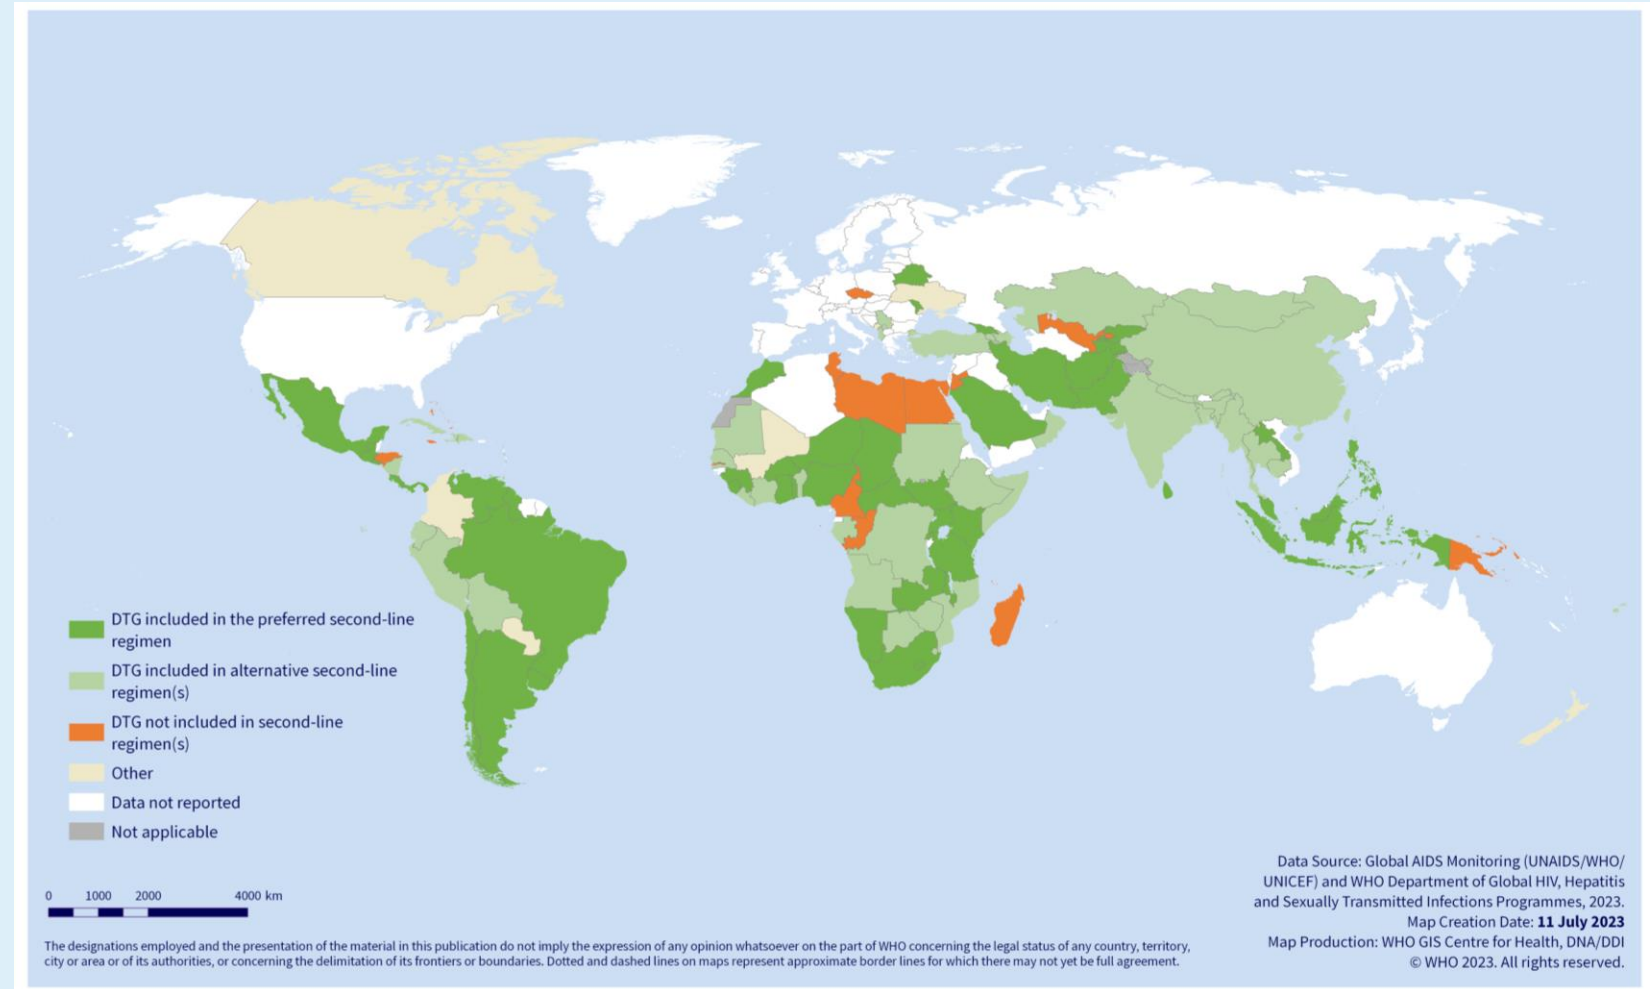 DTG included in the preferred second-line
regimen
DTG included in alternative second-line
regimen(s)
DTG not included in second-line
regimen(s)
Other
Data not reported
Not applicable
0 1000 2000 4000 km
Data Source: Global AIDS Monitoring (UNAIDS/WHO/
UNICEF) and WHO Department of Global HIV, Hepatitis
and Sexually Transmitted Infections Programmes, 2023.
Map Creation Date: 11 July 2023
Map Production: WHO GIS Centre for Health, DNA/DDI
© WHO 2023. All rights reserved.
The designations employed and the presentation of the material in this publication do not imply the expression of any opinion whatsoever on the part of WHO concerning the legal status of any country, territory,
city or area or of its authorities, or concerning the delimitation of its frontiers or boundaries. Dotted and dashed lines on maps represent approximate border lines for which there may not yet be full agreement.